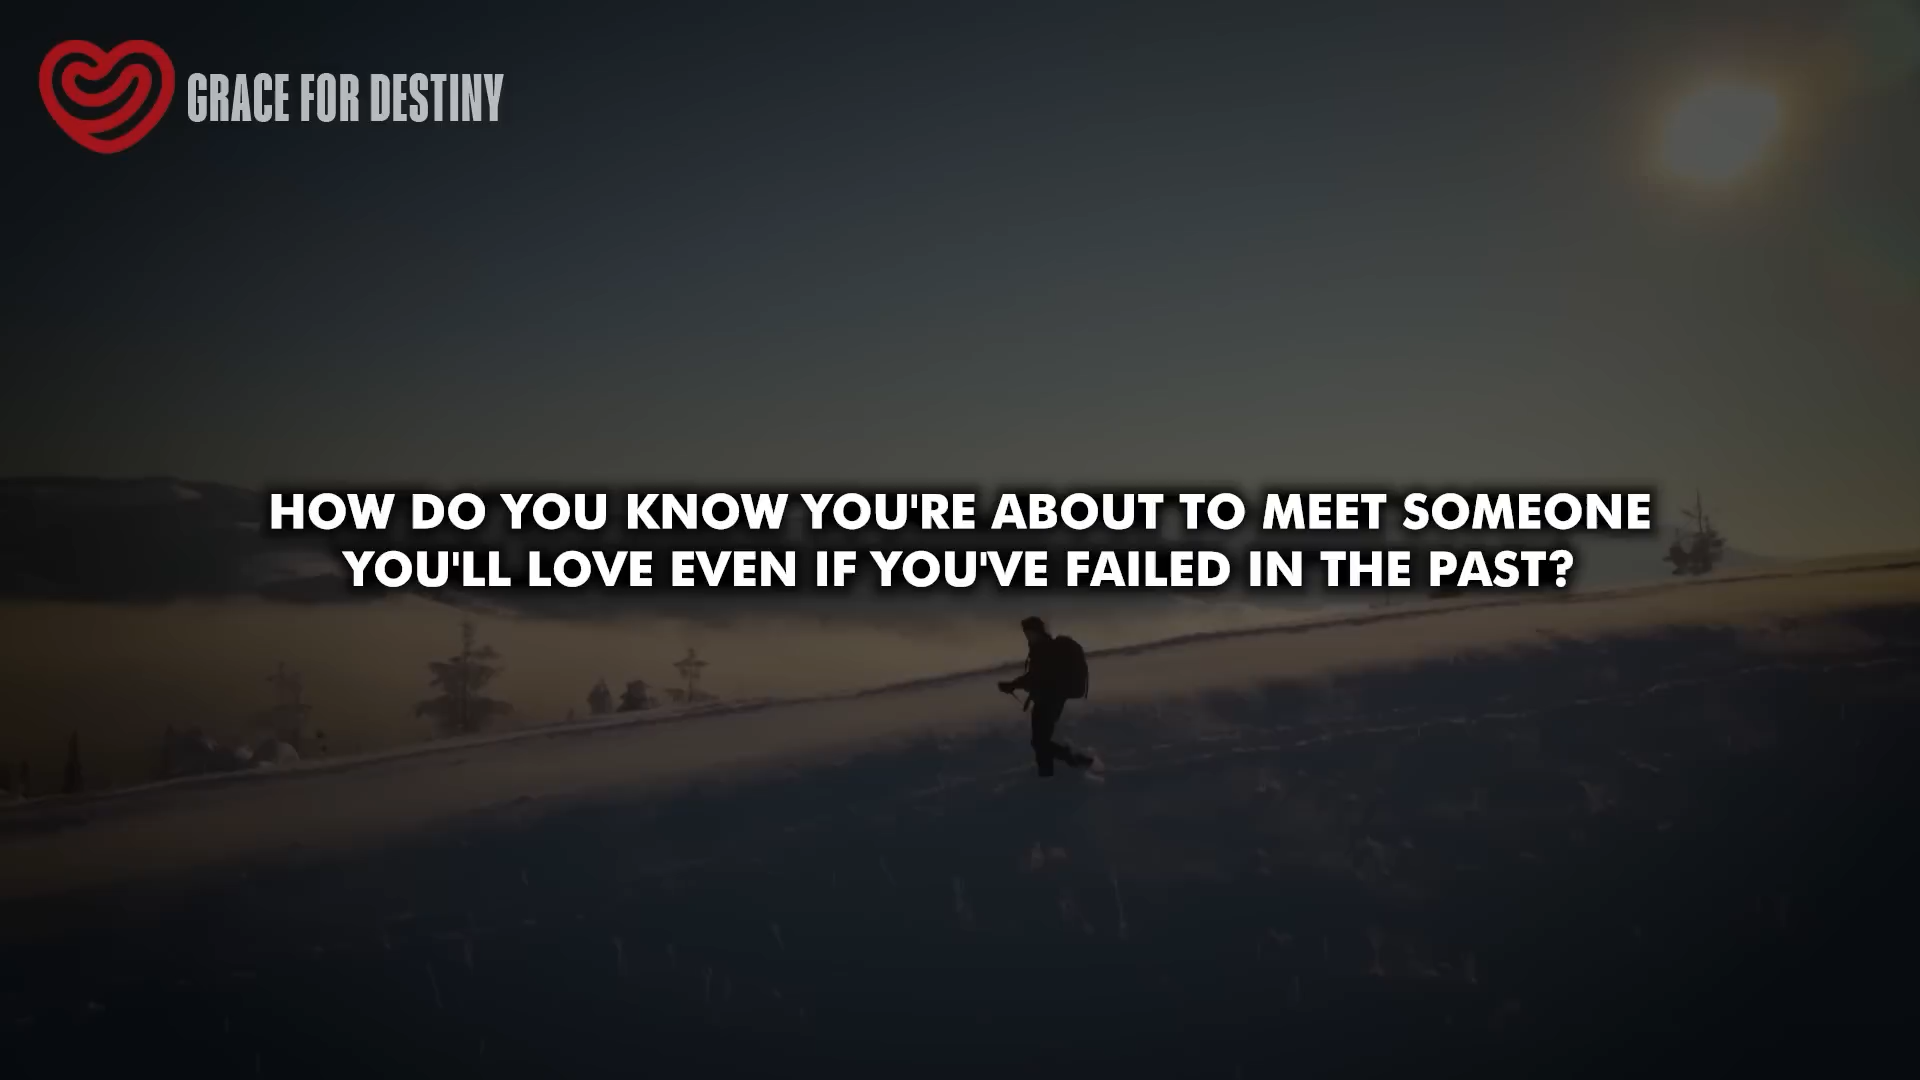 GRACE FOR DESTINY
HOW DO YOU KNOW YOU'RE ABOUT TO MEET SOMEONE
YOU'LL LOVE EVEN IF YOU'VE FAILED IN THE PAST?